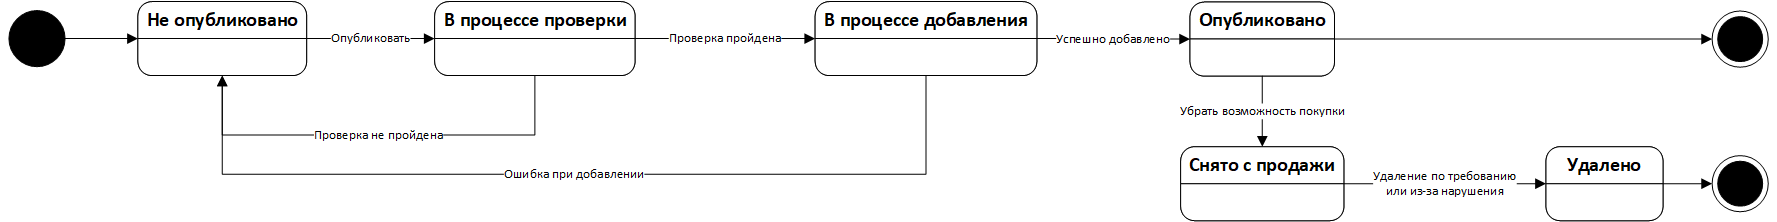 Не опубликовано
Опубликовать
В процессе проверки
Проверка пройдена
В процессе добавления
Успешно добавлено
Опубликовано
Убрать возможность покупки
Проверка не пройдена
Ошибка при добавлении
Снято с продажи
Удаление по требованию
или из-за нарушения
Удалено